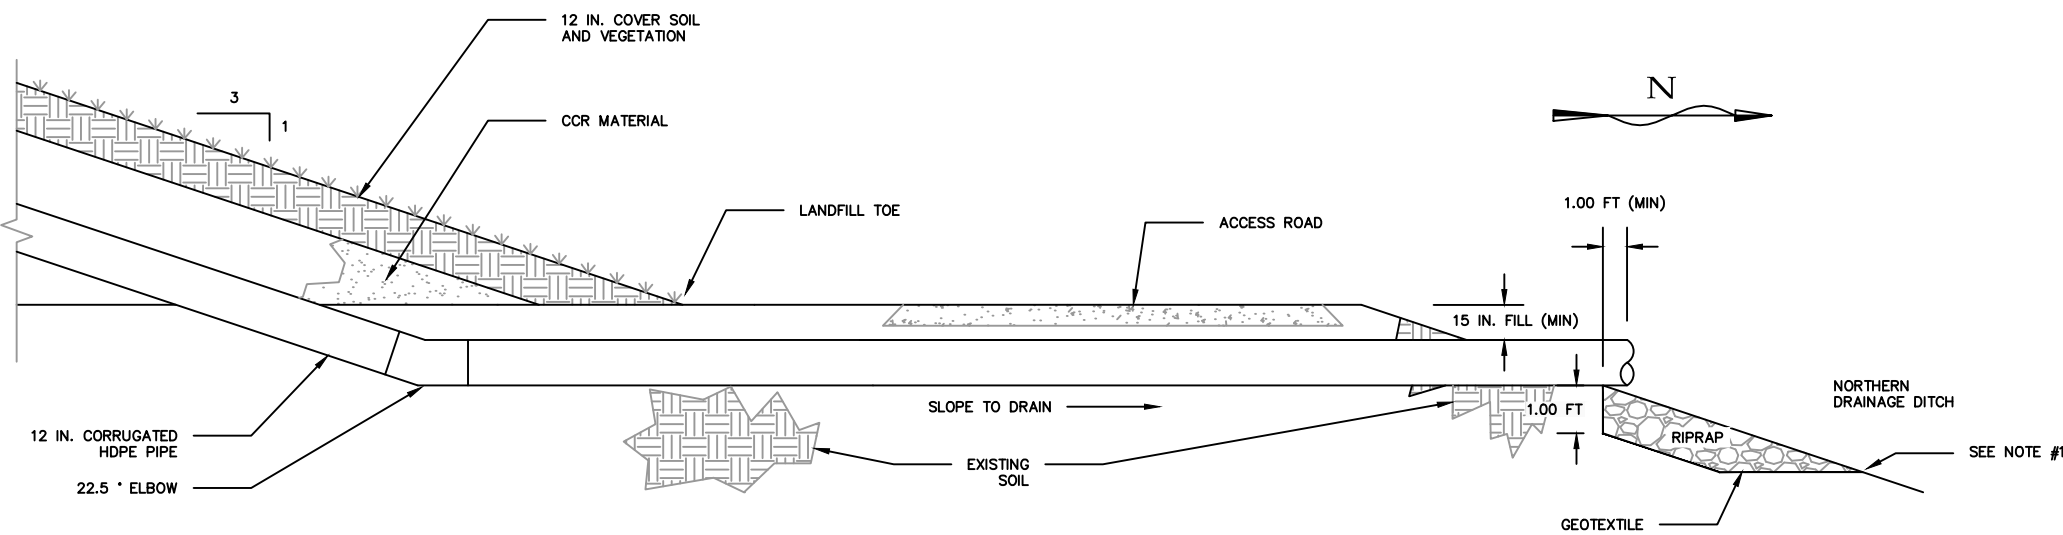 12 IN. COVER SOIL
AND VEGETATION
N
3
1
CCR MATERIAL
LANDFILL TOE
ACCESS ROAD
1.00 FT (MIN)
15 IN. FILL (MIN)
NORTHERN
DRAINAGE DITCH
SLOPE TO DRAIN
1.00 FT
12 IN. CORRUGATED
HDPE PIPE
RIPRAP
SEE NOTE #1
EXISTING
SOIL
22.5 ° ELBOW
GEOTEXTILE